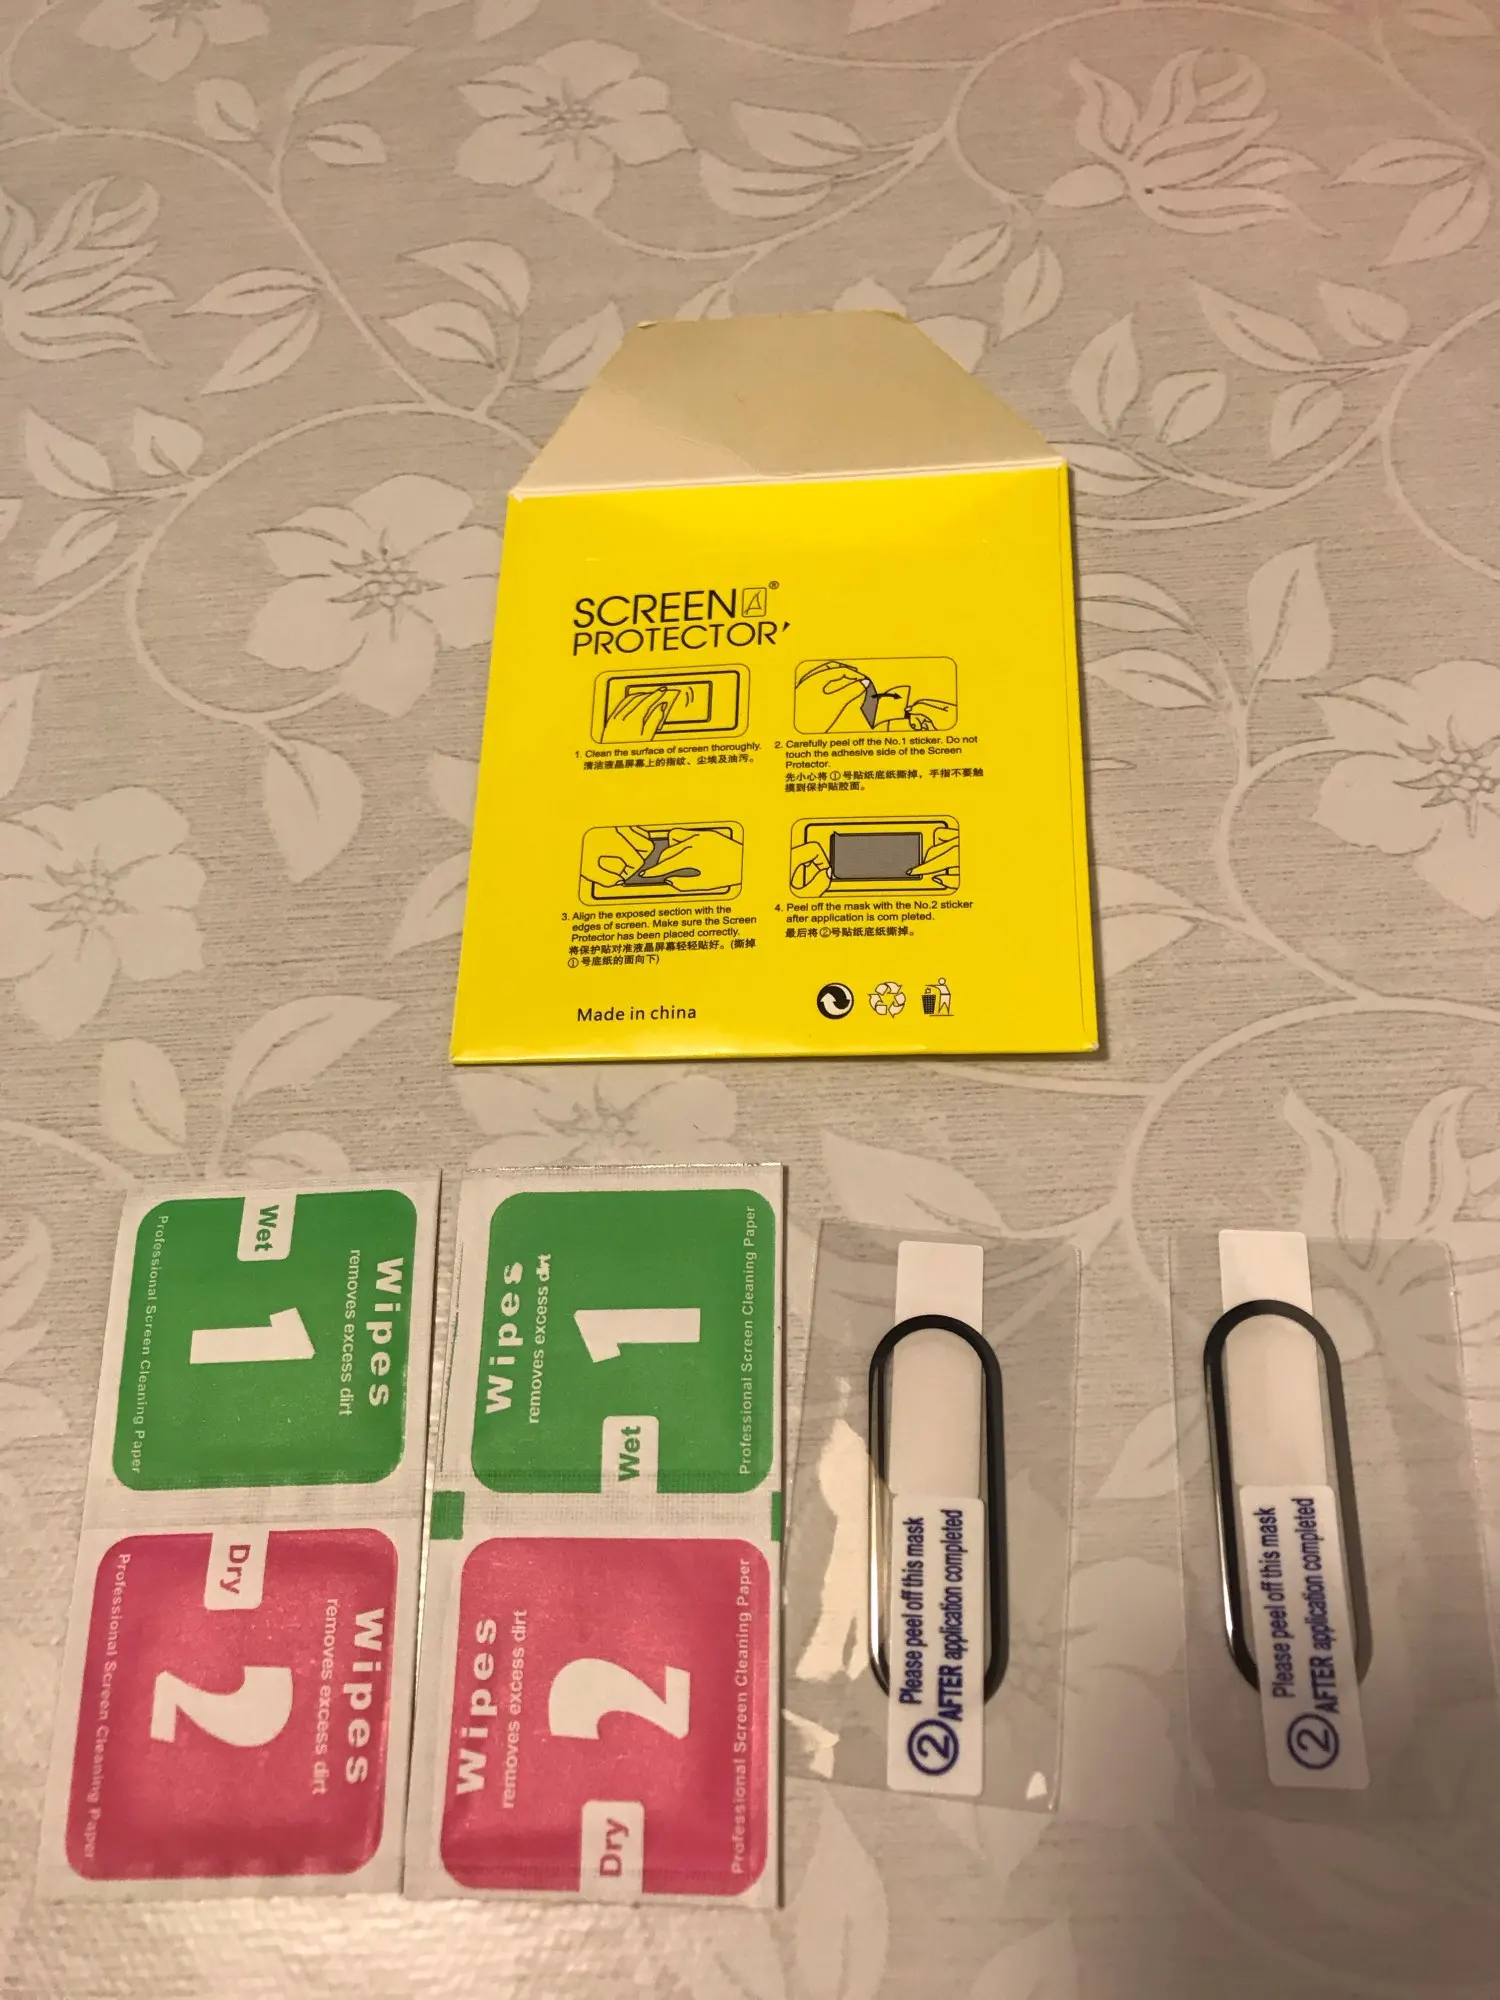 SCREEN A®
PROTECTOR'
1. Clean the surface of screen thoroughly.
清洁液晶屏幕上的指纹、尘埃及油污。
2. Carefully peel off the No.1 sticker. Do not
touch the adhesive side of the Screen
Protector.
先小心将①号贴纸底纸撕掉，手指不要触
摸到保护贴胶面。
3. Align the exposed section with the
edges of screen. Make sure the Screen
Protector has been placed correctly.
将保护贴对准液晶屏幕轻轻贴好。(撕掉
①号底纸的面向下)
4. Peel off the mask with the No.2 sticker
after application is com pleted.
最后将②号贴纸底纸撕掉。
Made in china
Wipes
removes excess dirt
Wet
1
Professional Screen Cleaning Paper
Wipes
removes excess dirt
Dry
2
Professional Screen Cleaning Paper
Wipes
removes excess dirt
1
Wet
Professional Screen Cleaning Paper
Wipes
removes excess dirt
2
Dry
Professional Screen Cleaning Paper
② Please peel off this mask
AFTER application completed
② Please peel off this mask
AFTER application completed